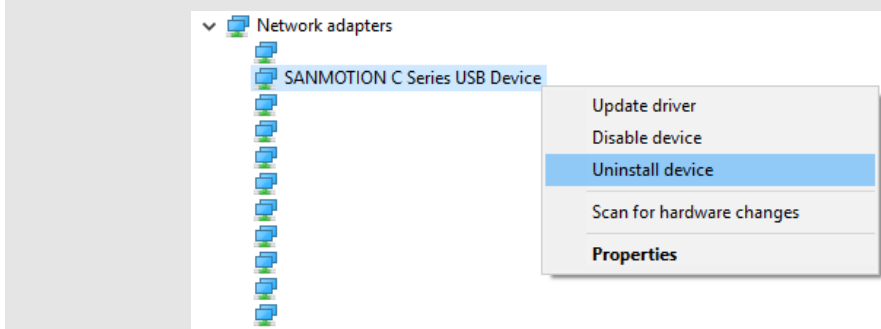 Network adapters
SANMOTION C Series USB Device
Update driver
Disable device
Uninstall device
Scan for hardware changes
Properties